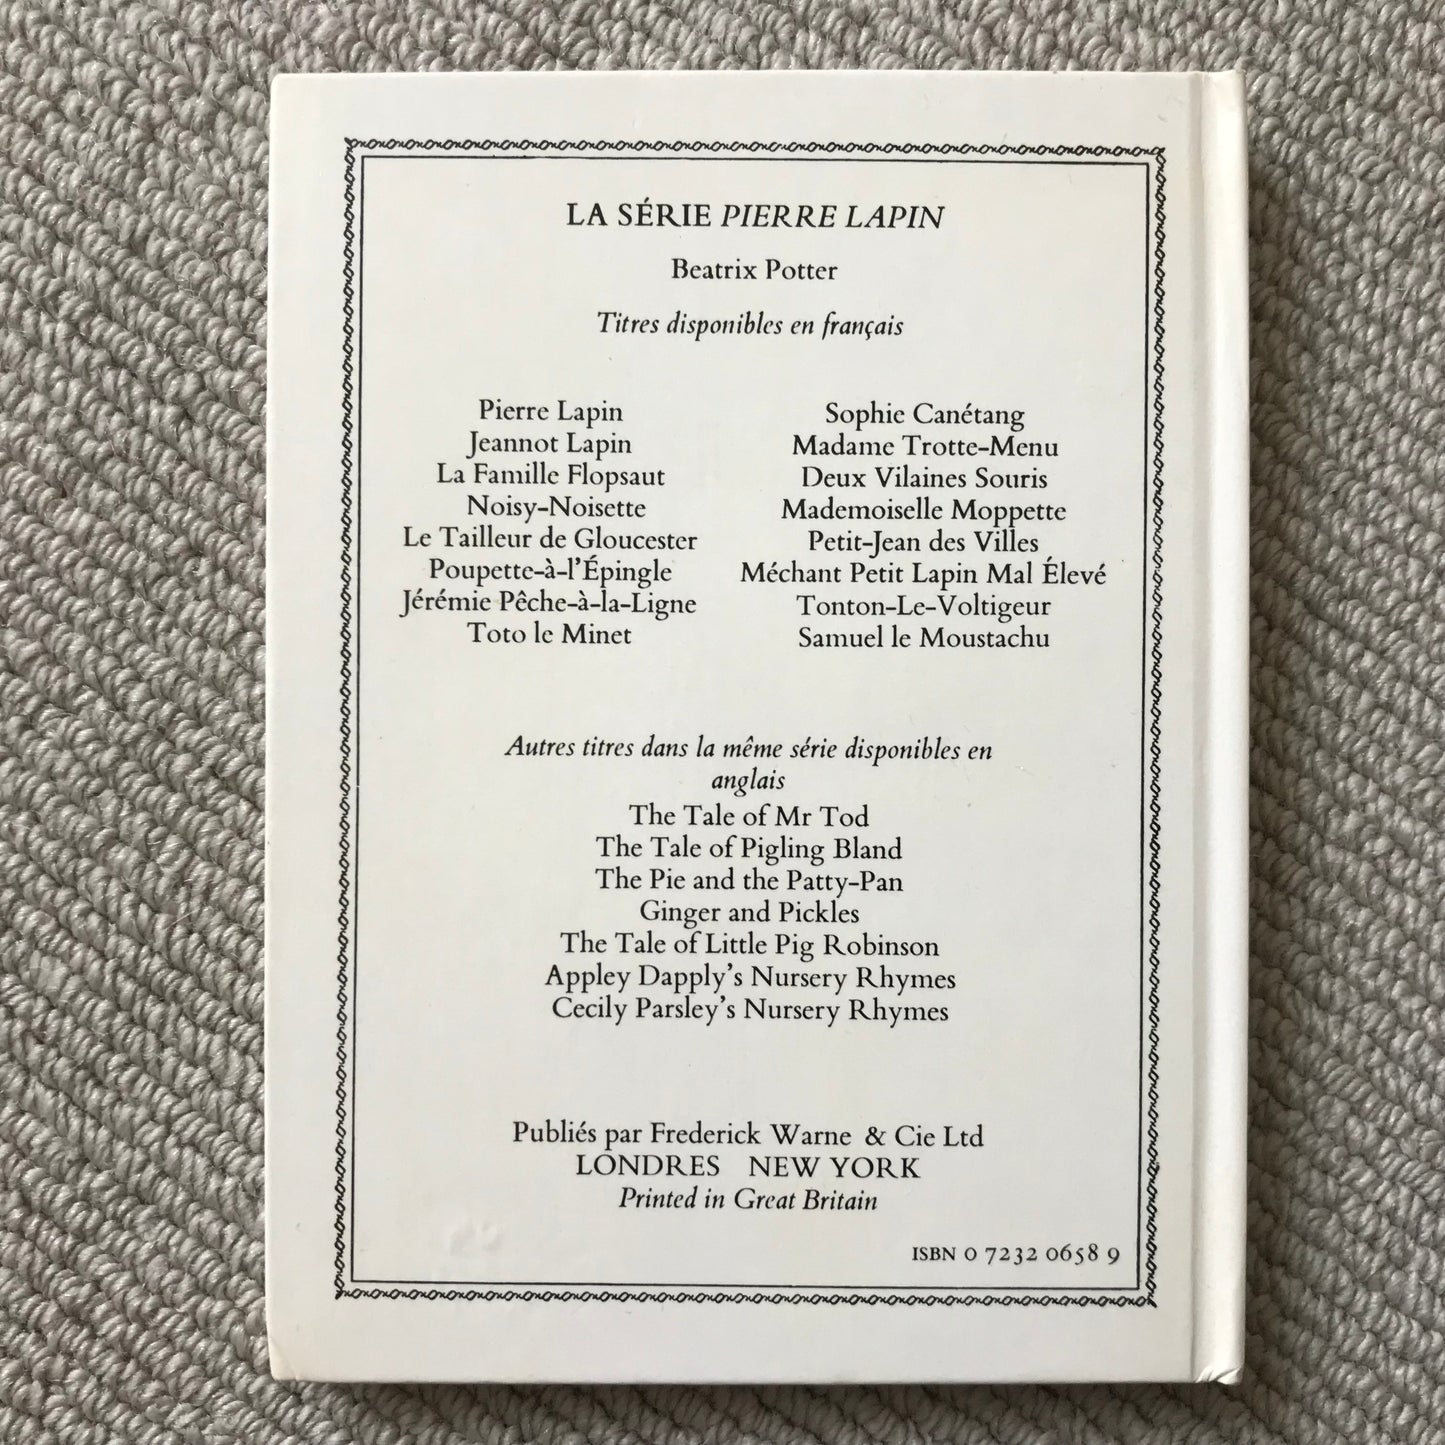 LA SÉRIE PIERRE LAPIN
Beatrix Potter
Titres disponibles en français
Pierre Lapin
Jeannot Lapin
La Famille Flopsaut
Noisy-Noisette
Le Tailleur de Gloucester
Poupette-à-l'Épingle
Jérémie Pêche-à-la-Ligne
Toto le Minet
Sophie Canétang
Madame Trotte-Menu
Deux Vilaines Souris
Mademoiselle Moppette
Petit-Jean des Villes
Méchant Petit Lapin Mal Élevé
Tonton-Le-Voltigeur
Samuel le Moustachu
Autres titres dans la même série disponibles en
anglais
The Tale of Mr Tod
The Tale of Pigling Bland
The Pie and the Patty-Pan
Ginger and Pickles
The Tale of Little Pig Robinson
Appley Dapply's Nursery Rhymes
Cecily Parsley's Nursery Rhymes
Publiés par Frederick Warne & Cie Ltd
LONDRES NEW YORK
Printed in Great Britain
ISBN 0 7232 0658 9